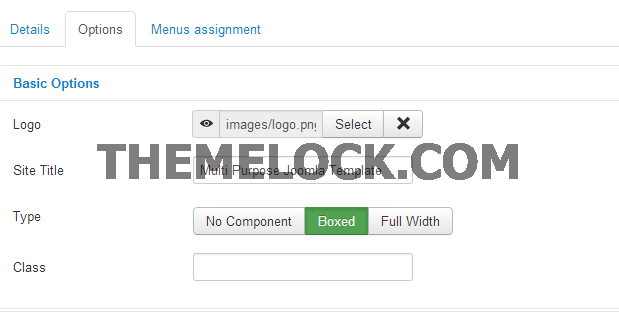 Details Options Menus assignment
Basic Options
Logo images/logo.png Select
THEMELOCK.COM
Site Title Multi Purpose Joomla Template
Type No Component Boxed Full Width
Class